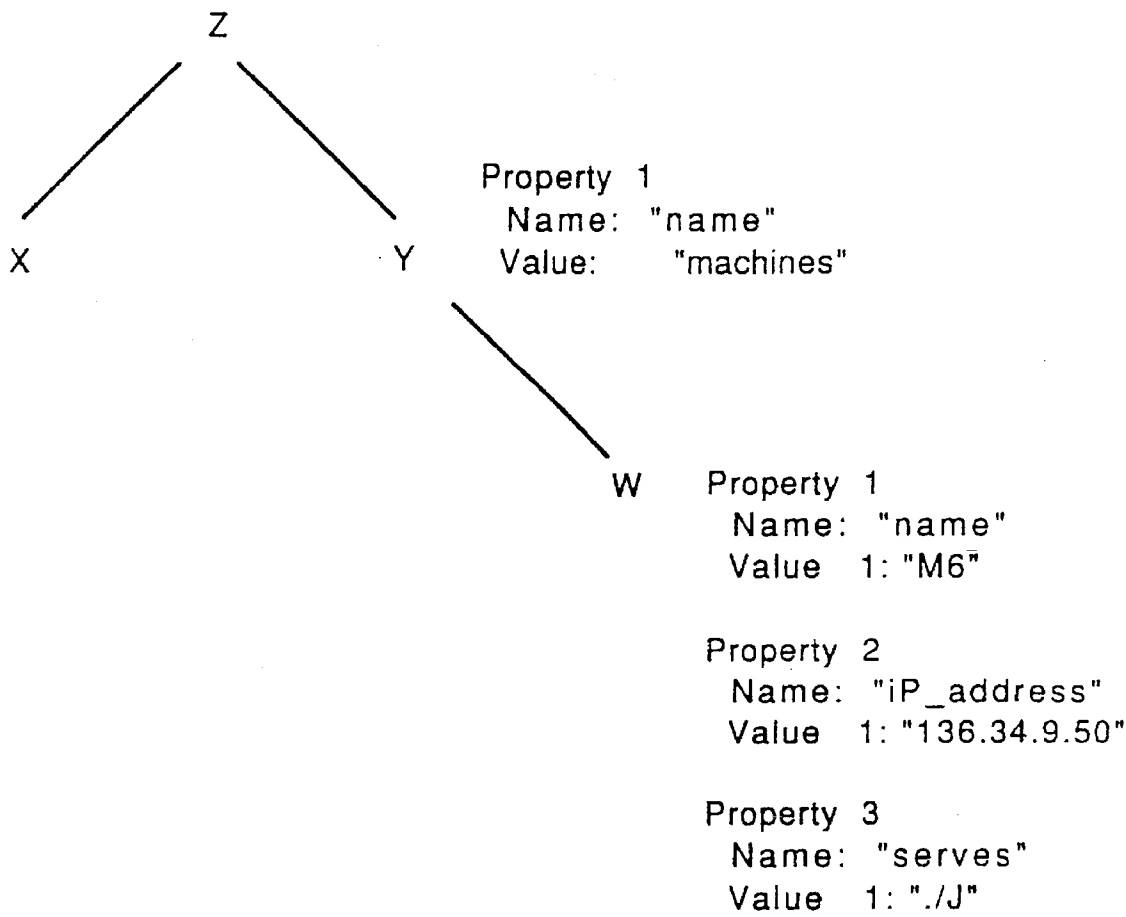 Z
Property 1
Name: "name"
X
Y
Value: "machines"
W
Property 1
Name: "name"
Value 1: "M6"
Property 2
Name: "iP_address"
Value 1: "136.34.9.50"
Property 3
Name: "serves"
Value 1: "./J"